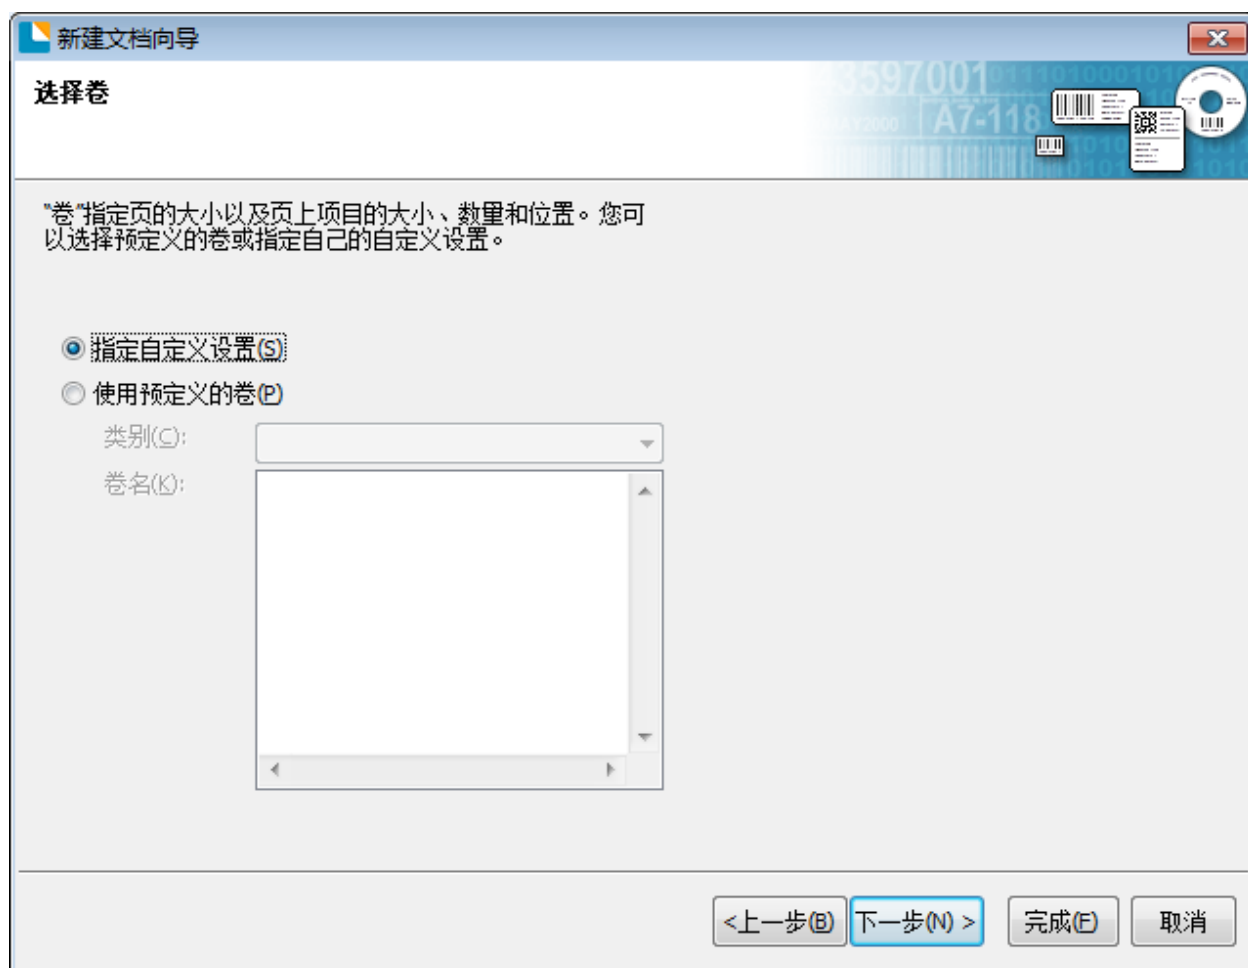 新建文档向导
选择卷
3597001
A7-118
MAY2000
"卷"指定页的大小以及页上项目的大小、数量和位置。您可
以选择预定义的卷或指定自己的自定义设置。
指定自定义设置(S)
使用预定义的卷(P)
类别(C):
卷名(K):
<上一步(B)
下一步(N) >
完成(F)
取消